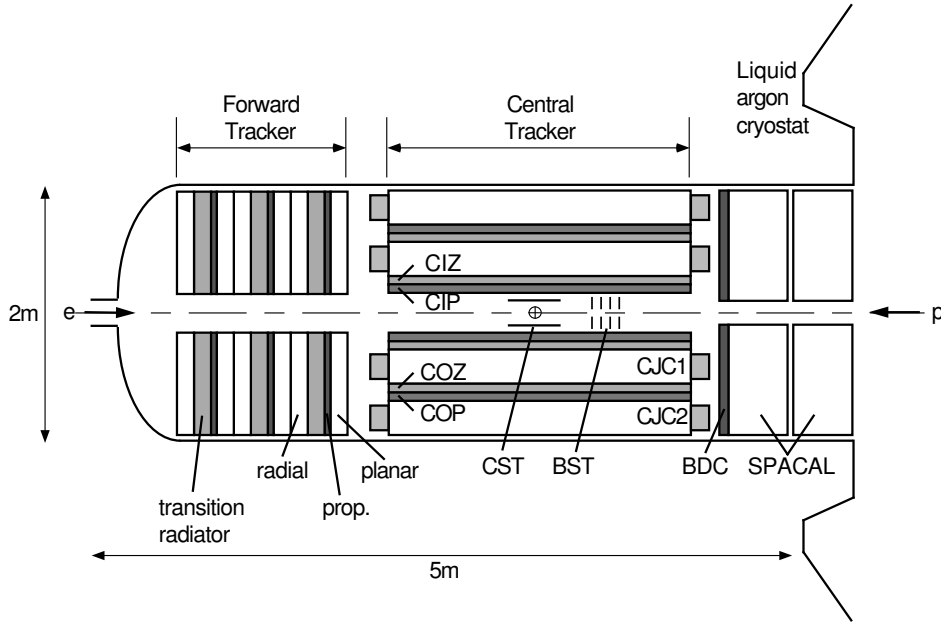 Forward
Tracker
Central
Tracker
Liquid
argon
cryostat
CIZ
CIP
2m
e
p
COZ
COP
CJC1
CJC2
CST
BST
BDC
SPACAL
radial
planar
transition
radiator
prop.
5m